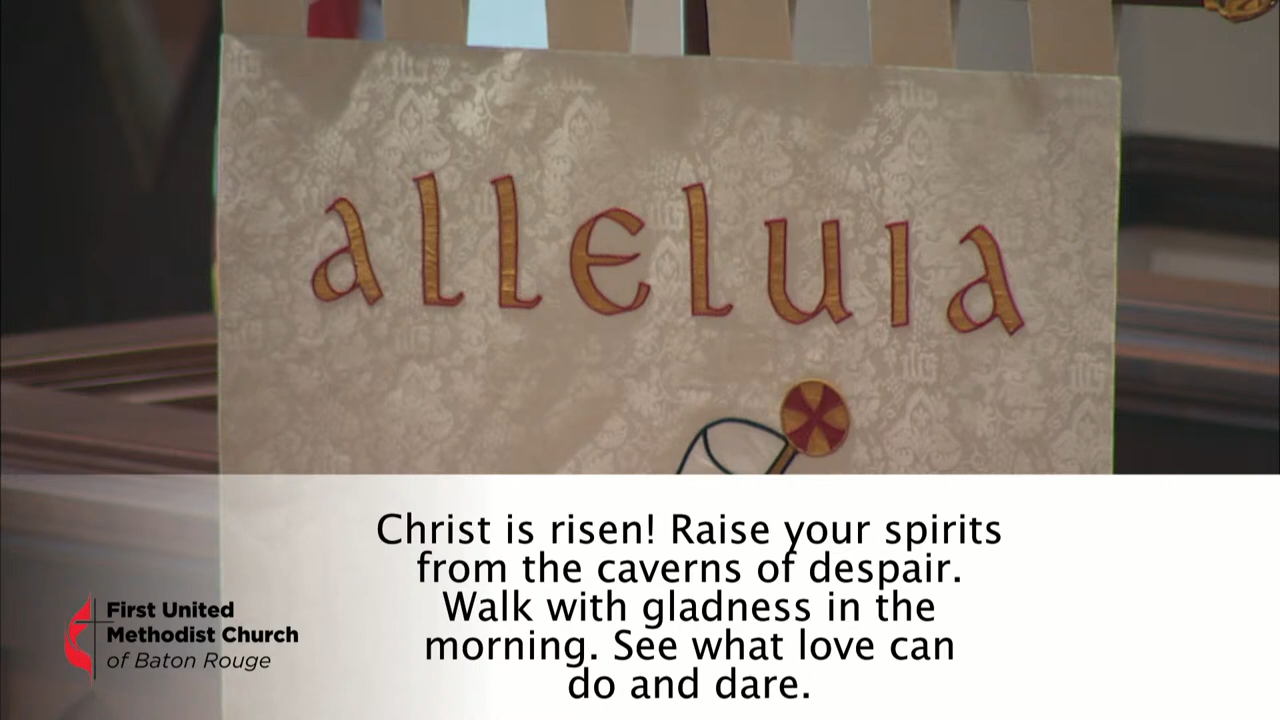 alleluia
Christ is risen! Raise your spirits
from the caverns of despair.
Walk with gladness in the
morning. See what love can
do and dare.
First United
Methodist Church
of Baton Rouge